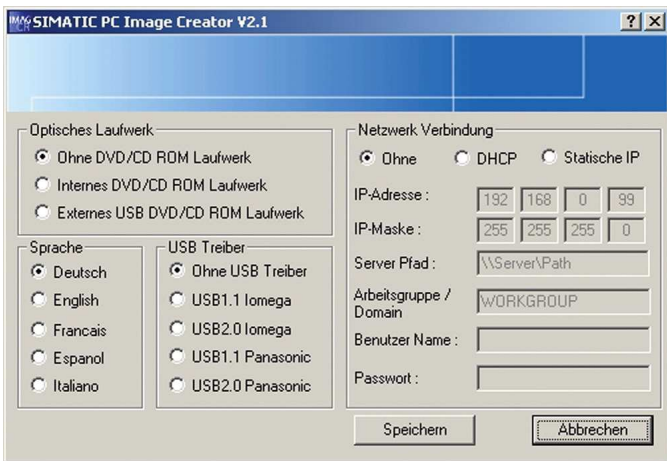 SIMATIC PC Image Creator V2.1
Optisches Laufwerk
Ohne DVD/CD ROM Laufwerk
Internes DVD/CD ROM Laufwerk
Externes USB DVD/CD ROM Laufwerk
Sprache
Deutsch
English
Francais
Espanol
Italiano
USB Treiber
Ohne USB Treiber
USB1.1 Iomega
USB2.0 Iomega
USB1.1 Panasonic
USB2.0 Panasonic
Netzwerk Verbindung
Ohne DHCP Statische IP
IP-Adresse : 192 168 0 99
IP-Maske : 255 255 255 0
Server Pfad : \\Server\Path
Arbeitsgruppe /
Domain
WORKGROUP
Benutzer Name :
Passwort :
Speichern Abbrechen